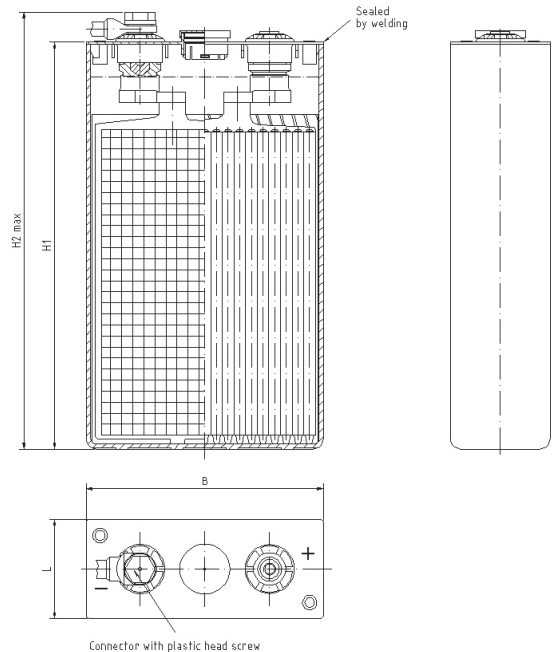 Sealed
by welding
H2 max
H1
B
L
+
−
Connector with plastic head screw